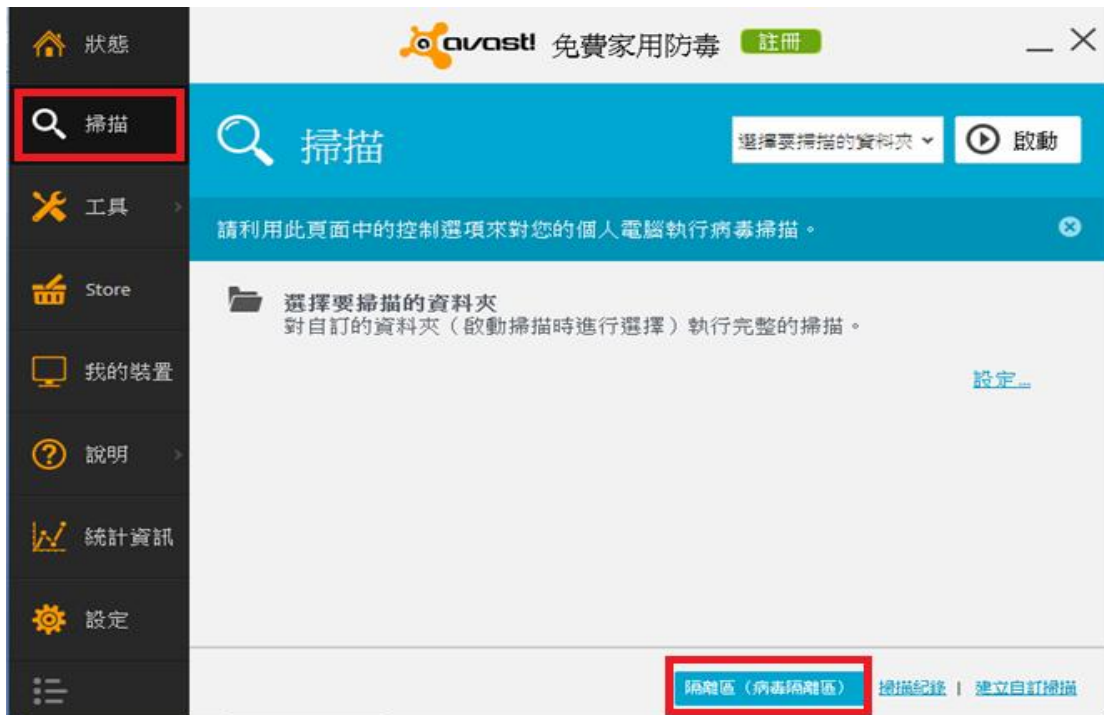 狀態
掃描
工具
Store
我的裝置
說明
統計資訊
設定
avast! 免費家用防毒 註冊
掃描
選擇要掃描的資料夾
啟動
請利用此頁面中的控制選項來對您的個人電腦執行病毒掃描。
選擇要掃描的資料夾
對自訂的資料夾（啟動掃描時進行選擇）執行完整的掃描。
設定...
隔離區（病毒隔離區） 掃描紀錄 | 建立自訂掃描